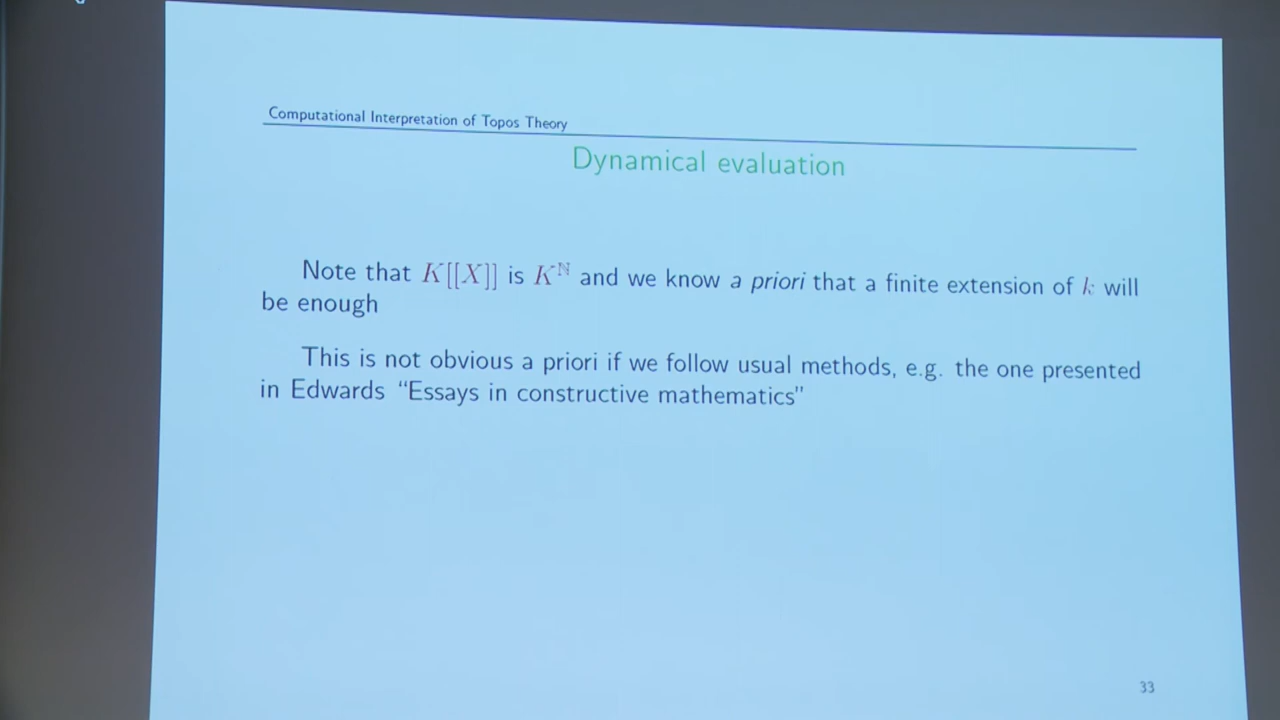 Computational Interpretation of Topos Theory
Dynamical evaluation
Note that K[[X]] is K^ℕ and we know a priori that a finite extension of k will
be enough
This is not obvious a priori if we follow usual methods, e.g. the one presented
in Edwards “Essays in constructive mathematics”
33